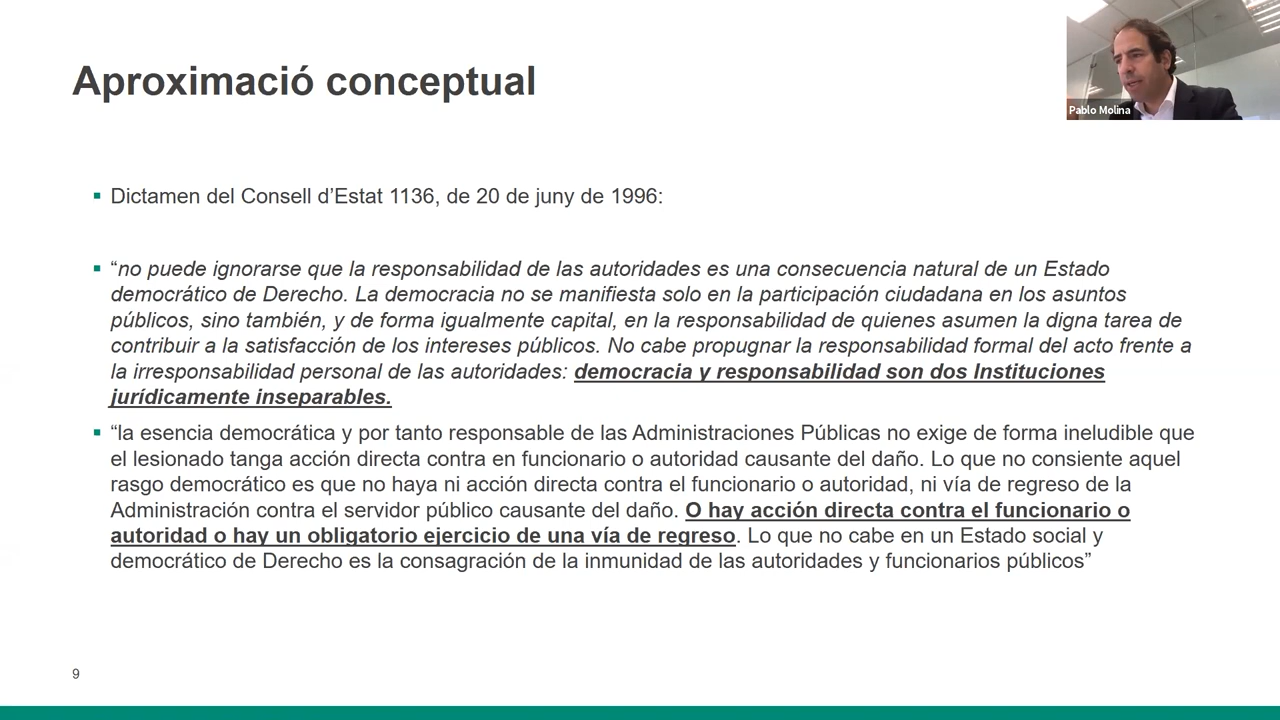 Aproximació conceptual
Pablo Molina
Dictamen del Consell d’Estat 1136, de 20 de juny de 1996:
“no puede ignorarse que la responsabilidad de las autoridades es una consecuencia natural de un Estado
democrático de Derecho. La democracia no se manifiesta solo en la participación ciudadana en los asuntos
públicos, sino también, y de forma igualmente capital, en la responsabilidad de quienes asumen la digna tarea de
contribuir a la satisfacción de los intereses públicos. No cabe propugnar la responsabilidad formal del acto frente a
la irresponsabilidad personal de las autoridades: democracia y responsabilidad son dos Instituciones
jurídicamente inseparables.
“la esencia democrática y por tanto responsable de las Administraciones Públicas no exige de forma ineludible que
el lesionado tanga acción directa contra en funcionario o autoridad causante del daño. Lo que no consiente aquel
rasgo democrático es que no haya ni acción directa contra el funcionario o autoridad, ni vía de regreso de la
Administración contra el servidor público causante del daño. O hay acción directa contra el funcionario o
autoridad o hay un obligatorio ejercicio de una vía de regreso. Lo que no cabe en un Estado social y
democrático de Derecho es la consagración de la inmunidad de las autoridades y funcionarios públicos”
9